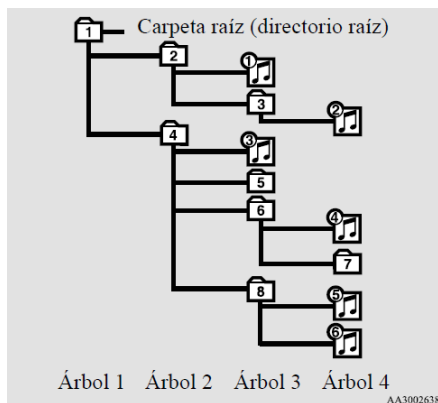 1 Carpeta raíz (directorio raíz)
2 ①
3 ②
4 ③
5
6 ④
7
8 ⑤
⑥
Árbol 1 Árbol 2 Árbol 3 Árbol 4
AA3002638